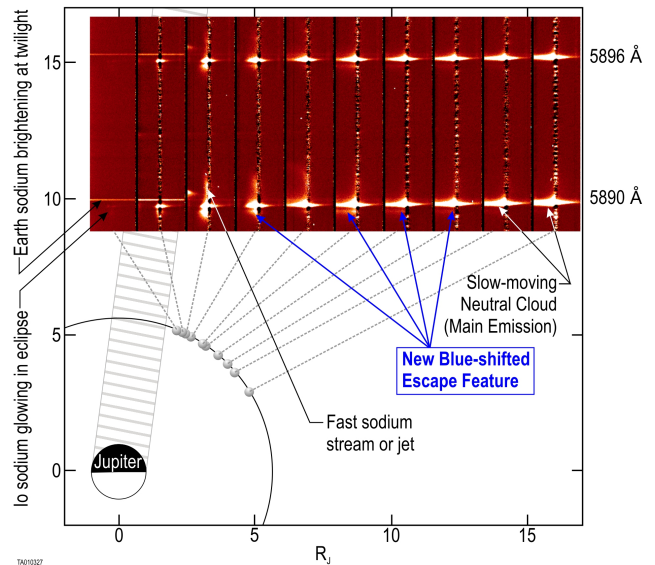 Earth sodium brightening at twilight
Io sodium glowing in eclipse
15
10
5
0
5896 Å
5890 Å
Slow-moving
Neutral Cloud
(Main Emission)
New Blue-shifted
Escape Feature
Fast sodium
stream or jet
Jupiter
0
5
10
15
R_J
TA010327